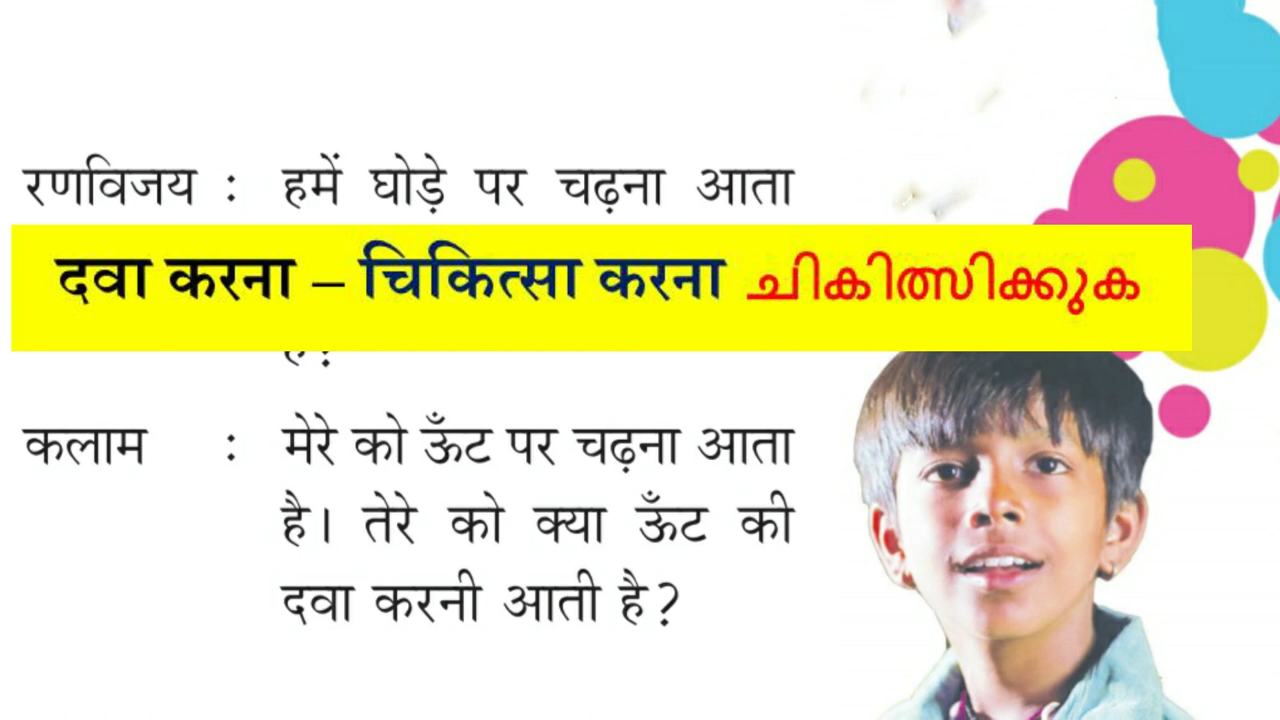 रणविजय : हमें घोड़े पर चढ़ना आता
दवा करना – चिकित्सा करना ചികിത്സിക്കുക
कलाम : मेरे को ऊँट पर चढ़ना आता
है। तेरे को क्या ऊँट की
दवा करनी आती है?